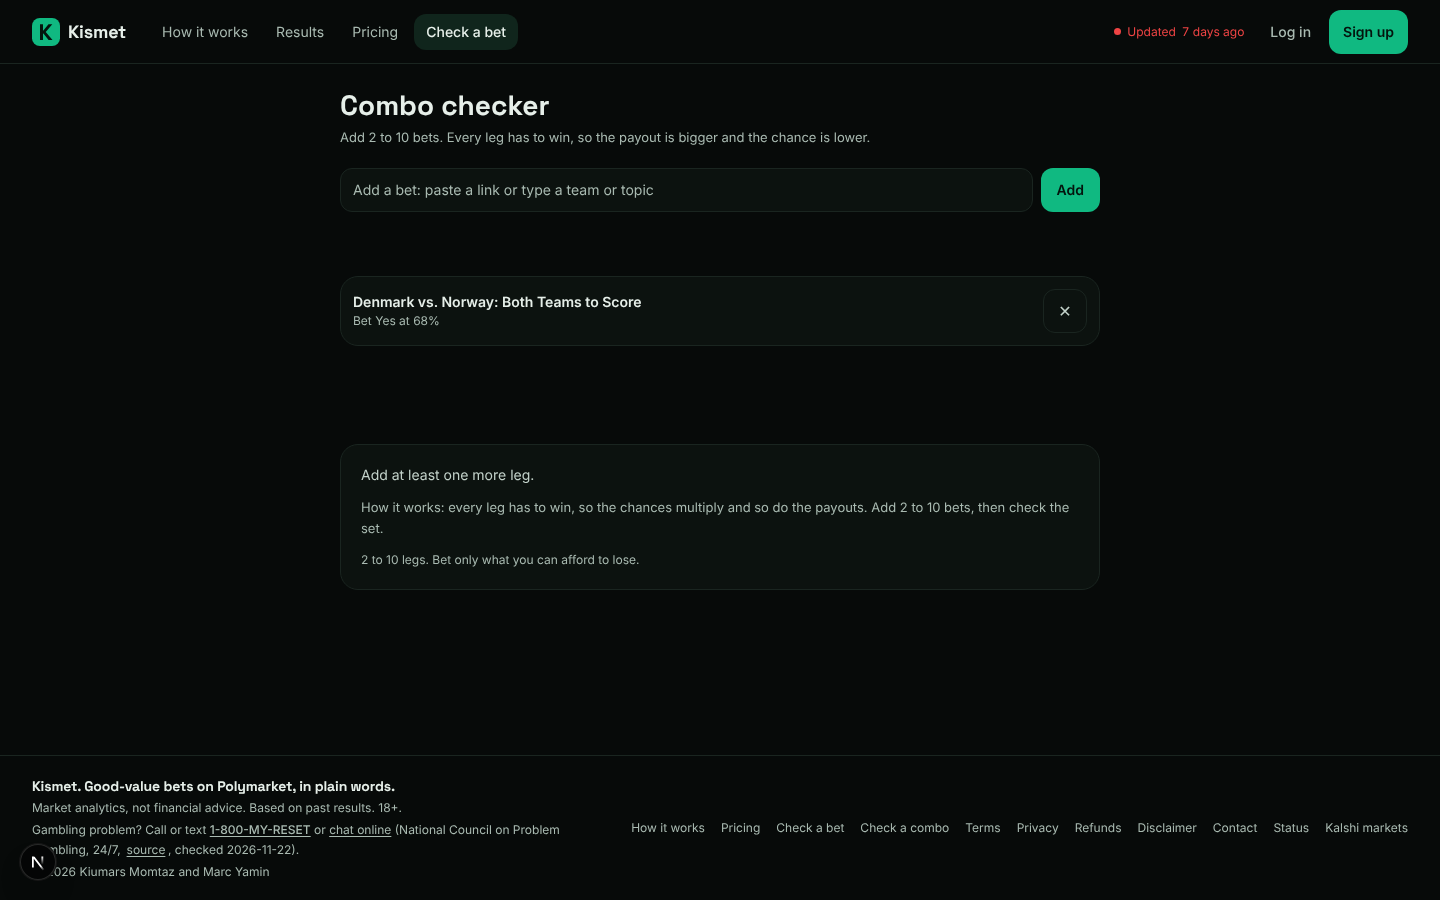 K Kismet How it works Results Pricing Check a bet Updated 7 days ago Log in Sign up
Combo checker
Add 2 to 10 bets. Every leg has to win, so the payout is bigger and the chance is lower.
Add a bet: paste a link or type a team or topic Add
Denmark vs. Norway: Both Teams to Score
Bet Yes at 68%
✕
Add at least one more leg.
How it works: every leg has to win, so the chances multiply and so do the payouts. Add 2 to 10 bets, then check the
set.
2 to 10 legs. Bet only what you can afford to lose.
Kismet. Good-value bets on Polymarket, in plain words.
Market analytics, not financial advice. Based on past results. 18+.
Gambling problem? Call or text 1-800-MY-RESET or chat online (National Council on Problem
mbling, 24/7, source , checked 2026-11-22).
026 Kiumars Momtaz and Marc Yamin
N
How it works Pricing Check a bet Check a combo Terms Privacy Refunds Disclaimer Contact Status Kalshi markets